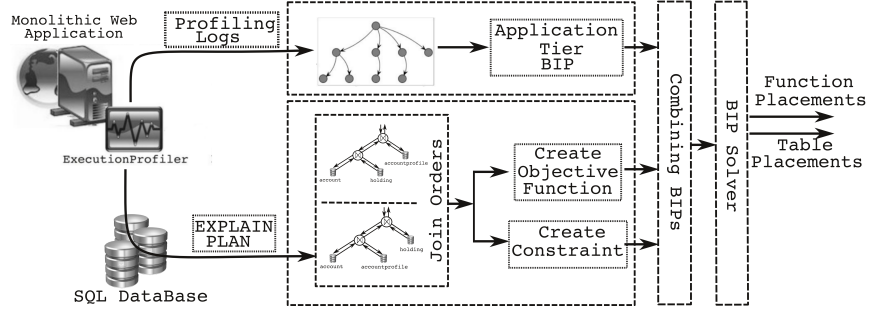 Monolithic Web
Application
Profiling
Logs
ExecutionProfiler
EXPLAIN
PLAN
SQL DataBase
Application
Tier
BIP
accountprofile
account
holding
holding
account
accountprofile
Join Orders
Create
Objective
Function
Create
Constraint
Combining BIPs
BIP Solver
Function
Placements
Table
Placements